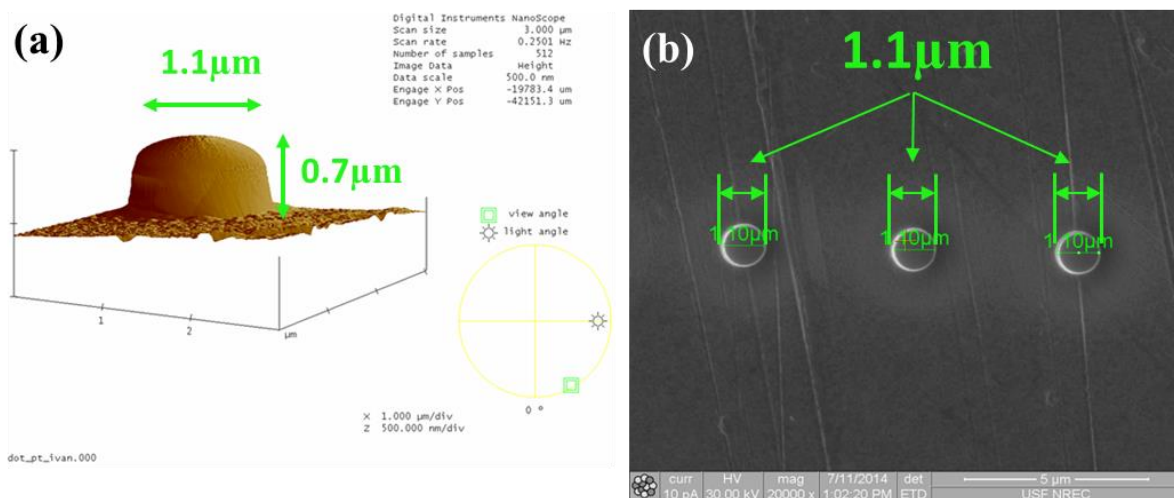 (a)
1.1µm
0.7µm
Digital Instruments NanoScope
Scan size 3.000 µm
Scan rate 0.2501 Hz
Number of samples 512
Image Data Height
Data scale 500.0 nm
Engage X Pos -19783.4 um
Engage Y Pos -42151.3 um
view angle
light angle
1
2
µm
0 °
X 1.000 µm/div
Z 500.000 nm/div
dot_pt_ivan.000
(b)
1.1µm
1.10µm
1.10µm
1.10µm
curr HV mag 7/11/2014 det 5 µm
10 pA 30.00 kV 20000 x 1:02:20 PM ETD USF NREC